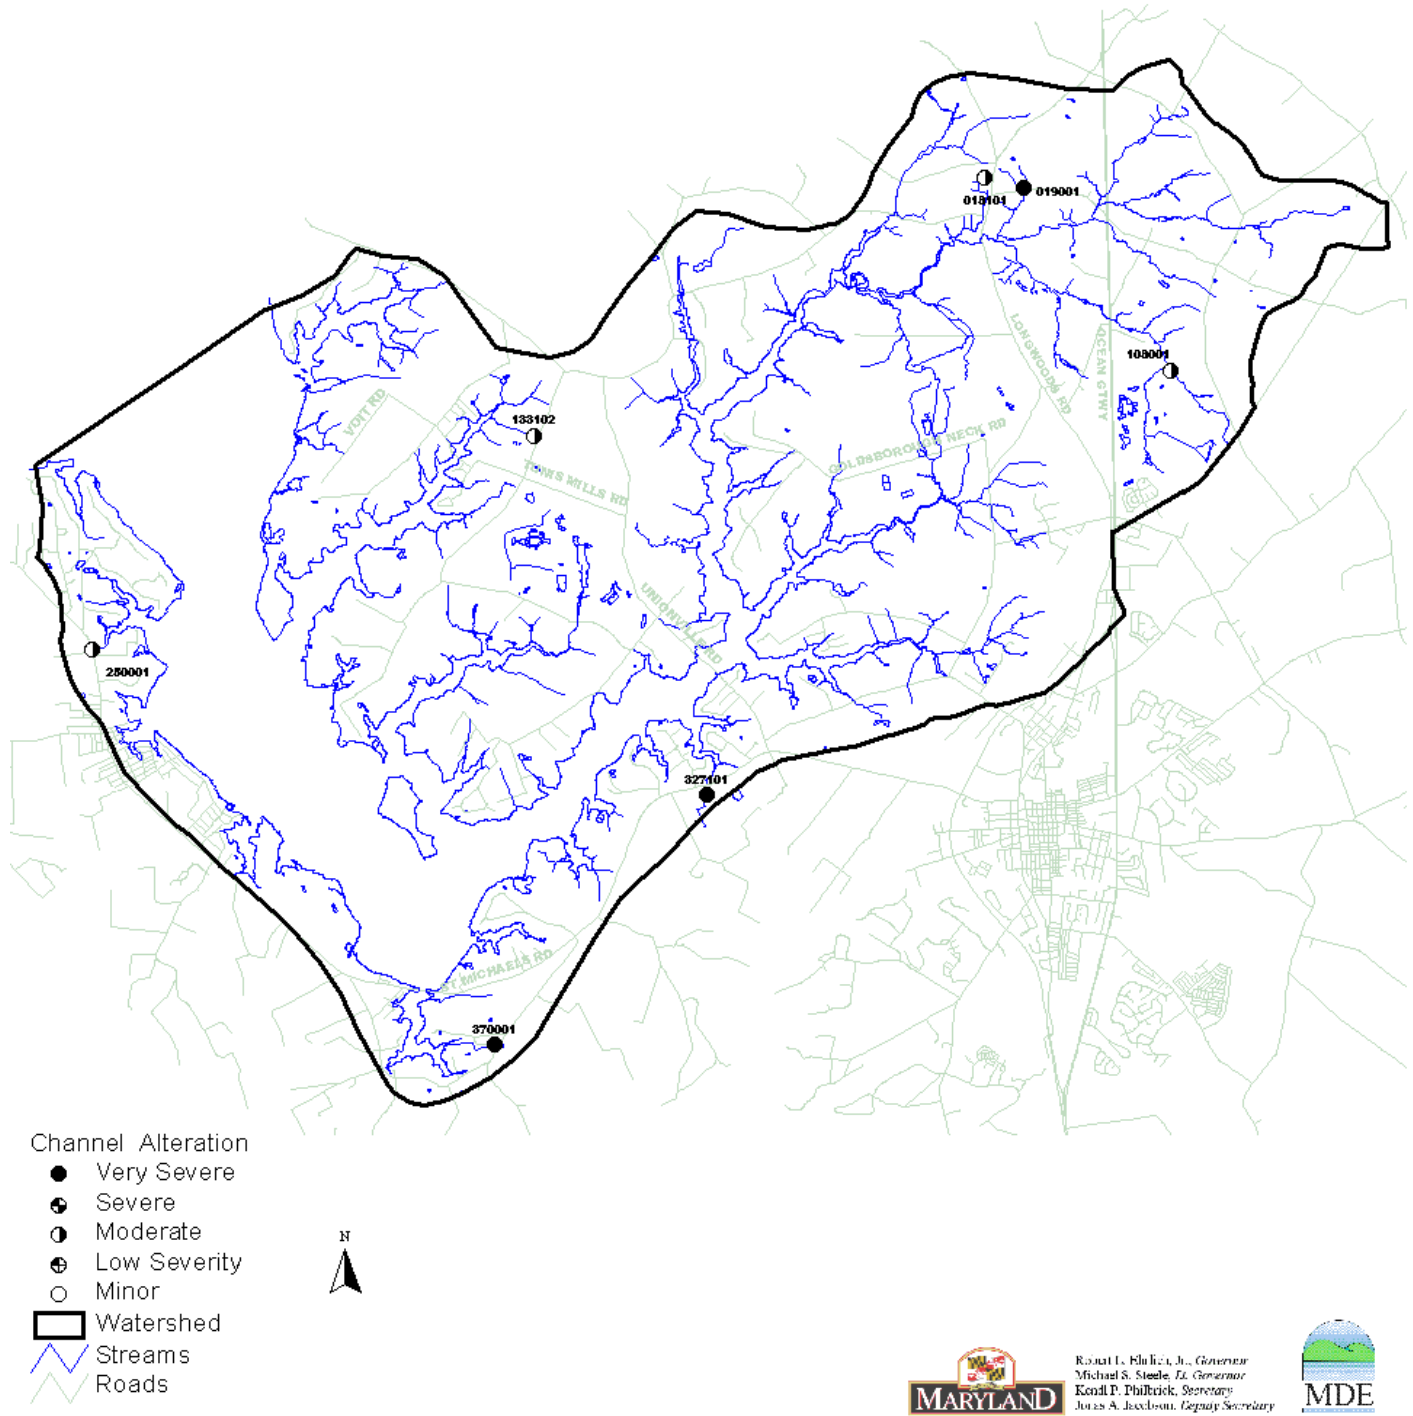 018101
019001
LONGWOODS RD
OCEAN GTWY
108001
VOIT RD
133102
TUNIS MILLS RD
GOLDSBOROUGH NECK RD
UNIONVILLE RD
280001
327101
ST MICHAELS RD
370001
Channel Alteration
Very Severe
Severe
Moderate
Low Severity
Minor
Watershed
Streams
Roads
N
MARYLAND
Robert L. Ehrlich, Jr., Governor
Michael S. Steele, Lt. Governor
Kendl P. Philbrick, Secretary
Jonas A. Jacobson, Deputy Secretary
MDE